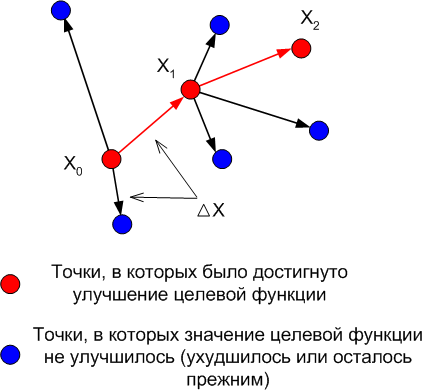 X2
X1
X0
△X
Точки, в которых было достигнуто
улучшение целевой функции
Точки, в которых значение целевой функции
не улучшилось (ухудшилось или осталось
прежним)